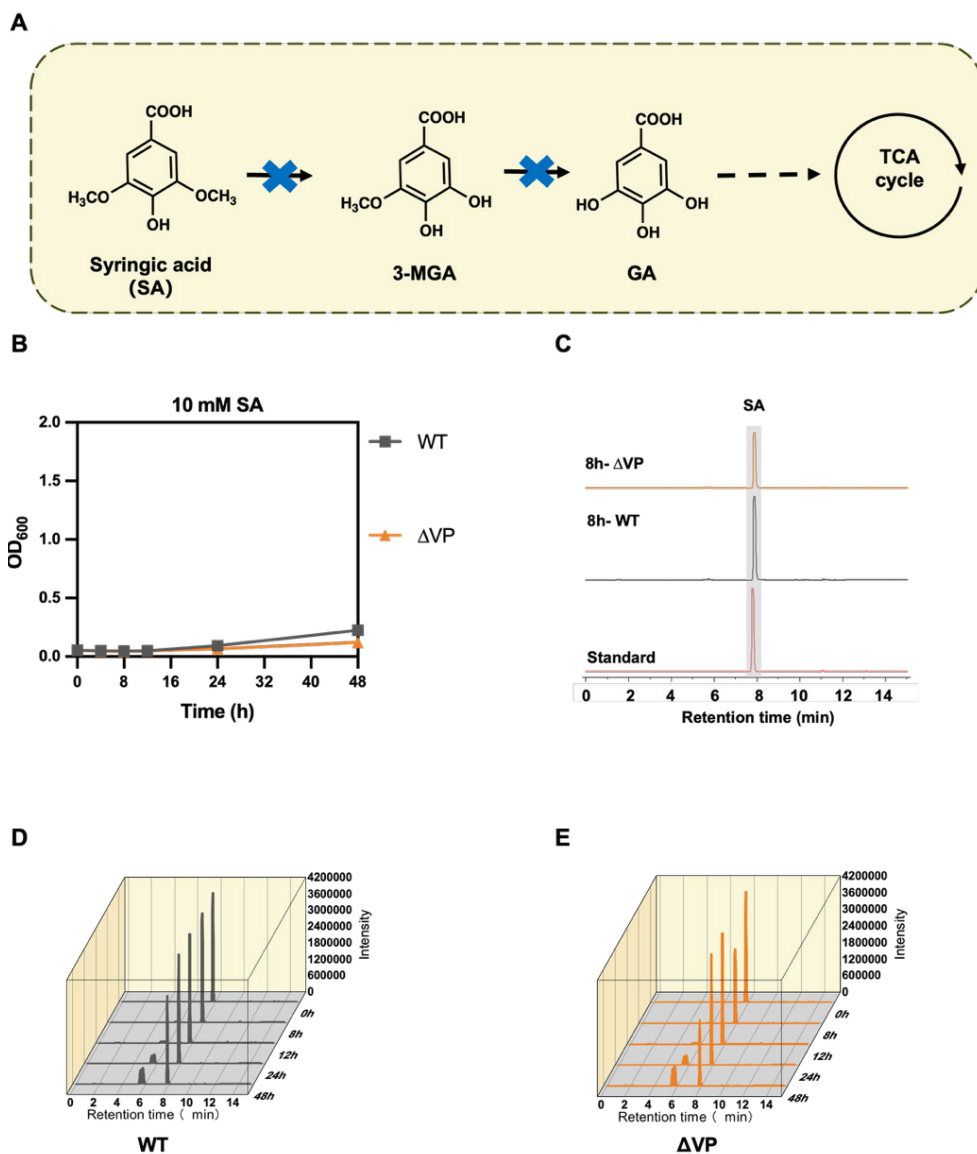 A
COOH
H₃CO
OCH₃
OH
Syringic acid
(SA)
COOH
H₃CO
OH
OH
3-MGA
COOH
HO
OH
OH
GA
TCA
cycle
B
10 mM SA
OD₆₀₀
2.0
1.5
1.0
0.5
0.0
0 8 16 24 32 40 48
Time (h)
WT
ΔVP
C
SA
8h- ΔVP
8h- WT
Standard
0 2 4 6 8 10 12 14
Retention time (min)
D
4200000
3600000
3000000
2400000
1800000
1200000
600000
0
Intensity
0h
8h
12h
24h
48h
0 2 4 6 8 10 12 14
Retention time ( min)
WT
E
4200000
3600000
3000000
2400000
1800000
1200000
600000
0
Intensity
0h
8h
12h
24h
48h
0 2 4 6 8 10 12 14
Retention time ( min)
ΔVP